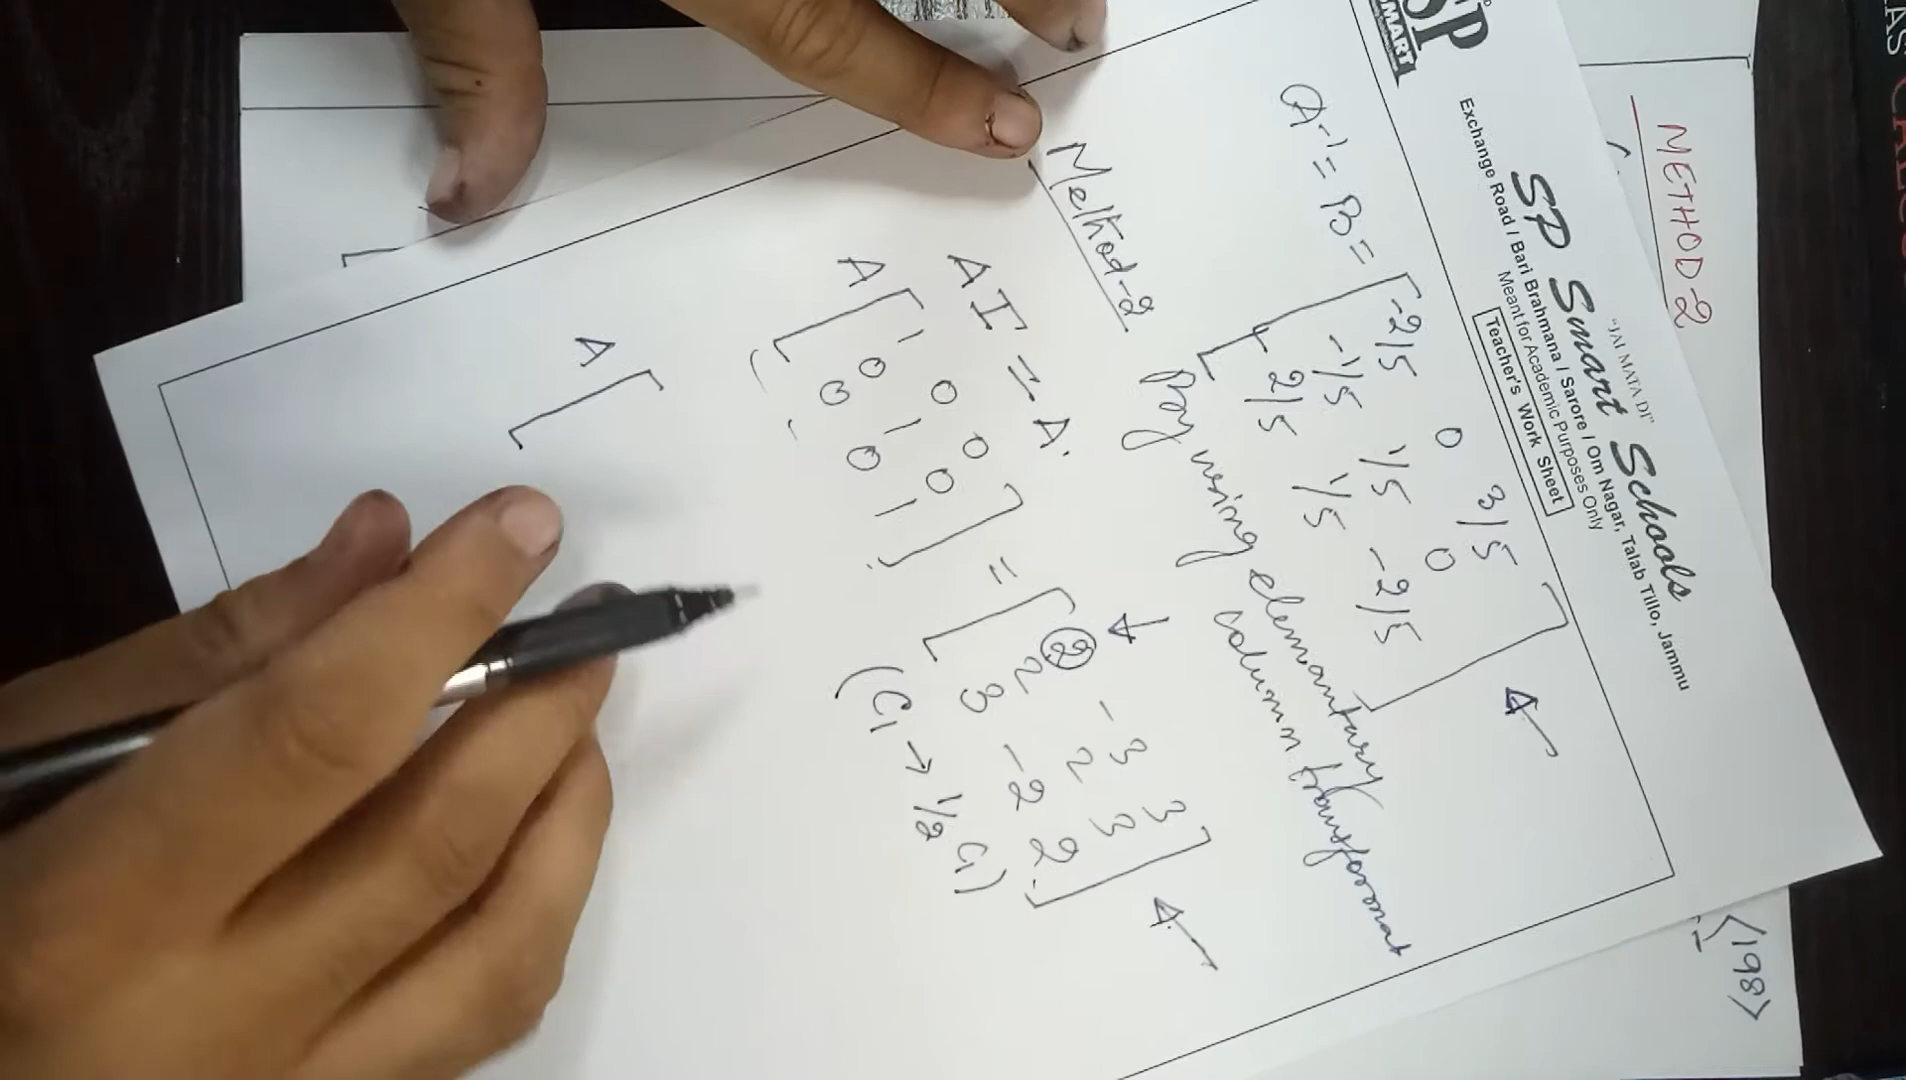 "JAI MATA DI"
SP Smart Schools
Exchange Road / Bari Brahmana / Sarore / Om Nagar, Talab Tillo, Jammu
Meant for Academic Purposes Only
Teacher's Work Sheet
SP
MART
A⁻¹ = B = [ -2/5 0 3/5
-1/5 1/5 0
2/5 1/5 -2/5 ]
Method-2 By using elemantary
column transformat
A I = A.
A [ 1 0 0
0 1 0
0 0 1 ] = [ 2 -3 3
2 2 3
3 -2 2 ]
(C1 → 1/2 C1)
A [
METHOD-2
<198>